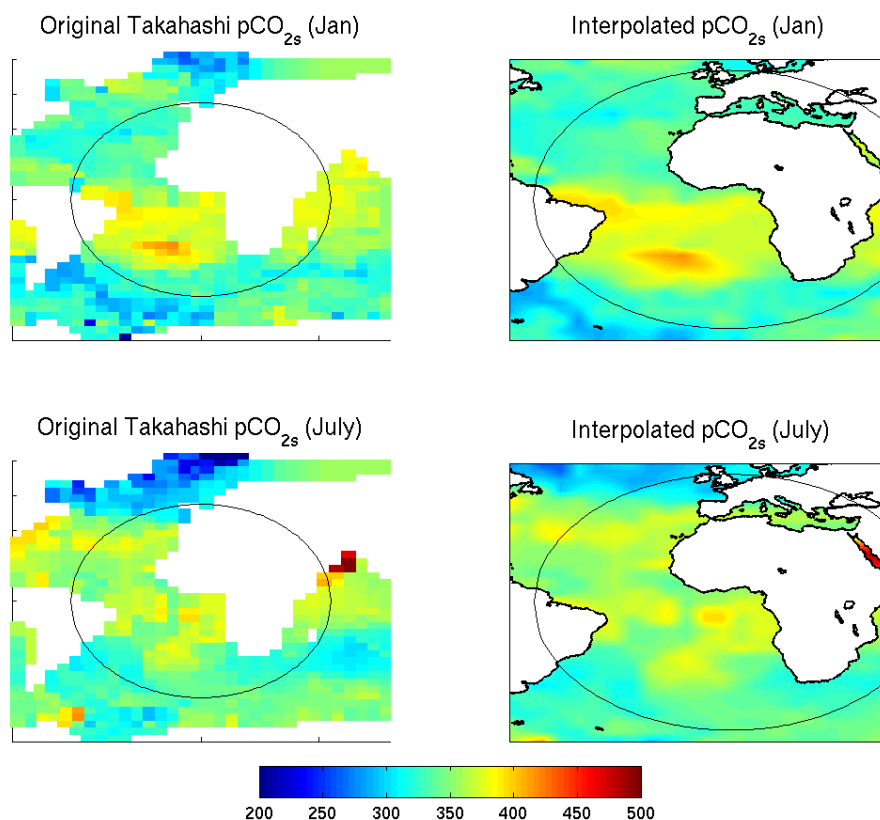 Original Takahashi pCO2s (Jan)
Interpolated pCO2s (Jan)
Original Takahashi pCO2s (July)
Interpolated pCO2s (July)
200 250 300 350 400 450 500